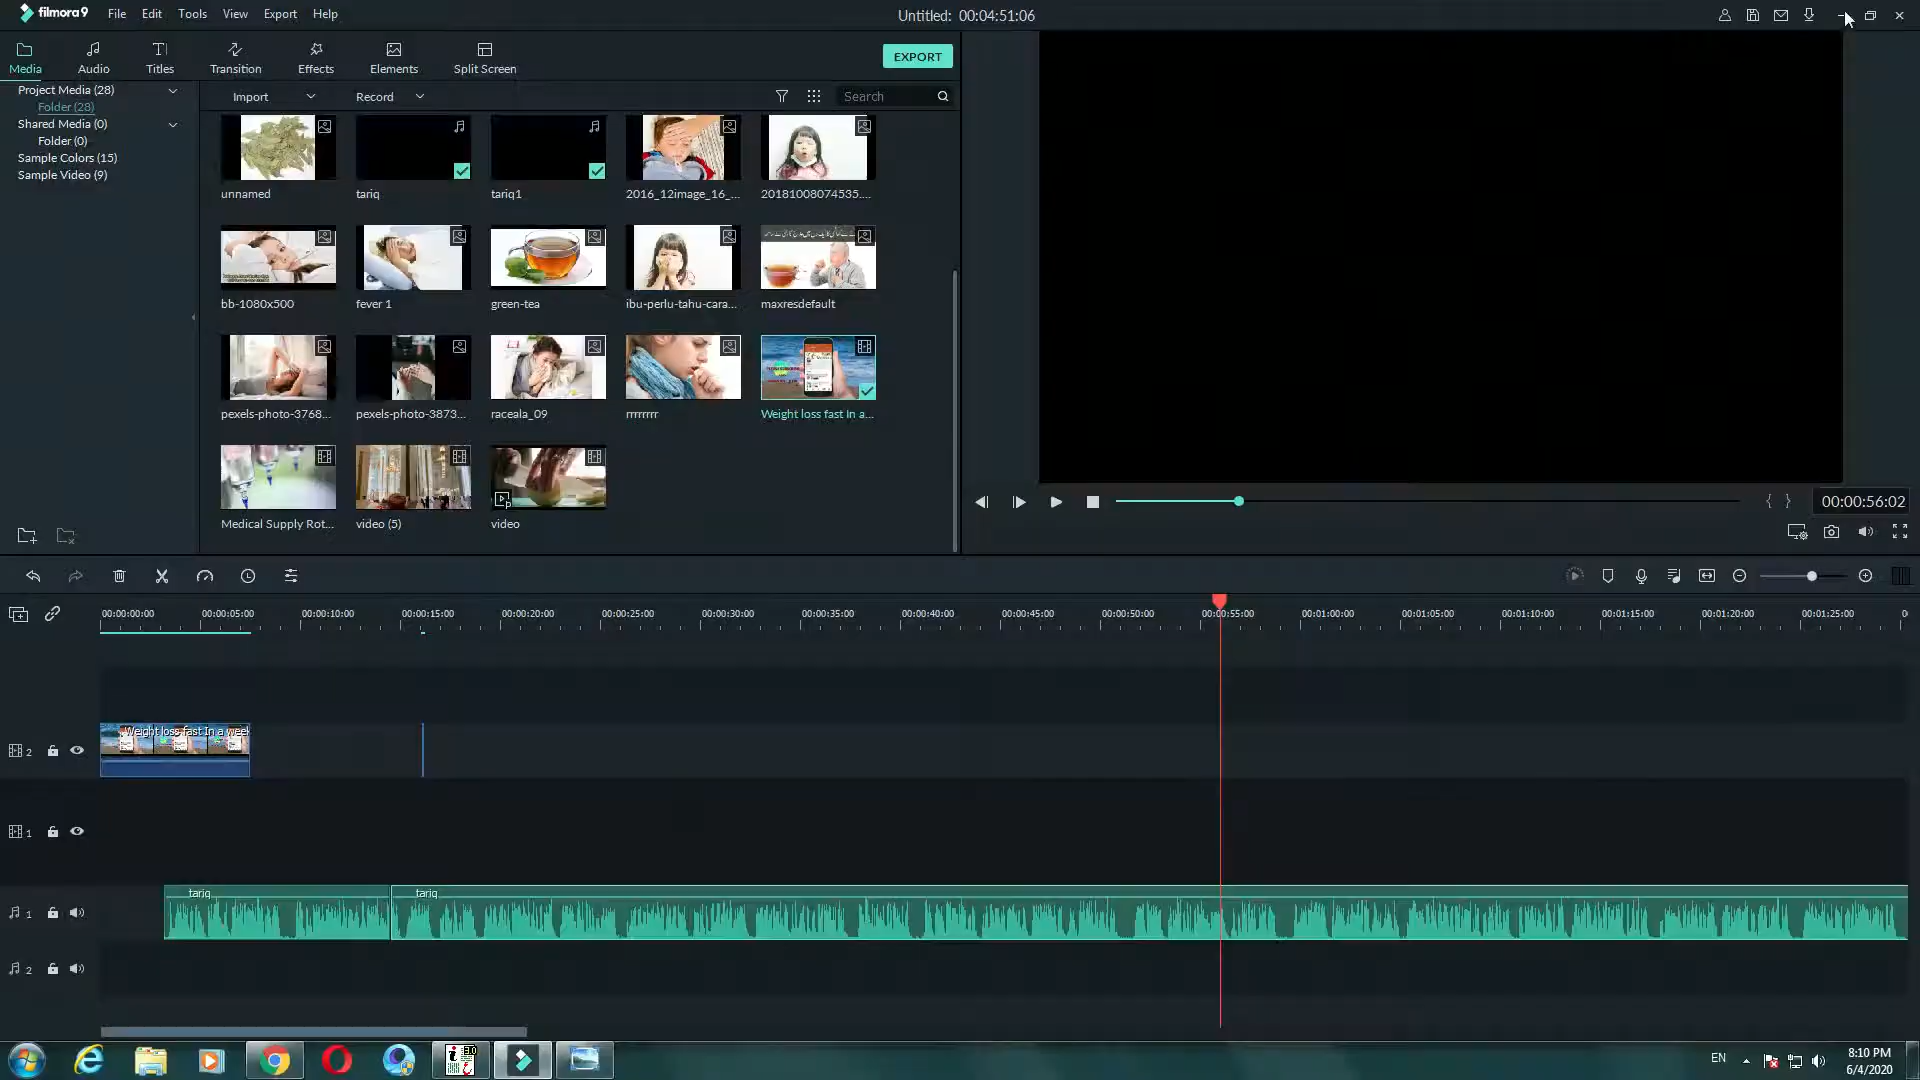 filmora9 File Edit Tools View Export Help Untitled: 00:04:51:06
Media Audio Titles Transition Effects Elements Split Screen EXPORT
Project Media (28)
Folder (28)
Shared Media (0)
Folder (0)
Sample Colors (15)
Sample Video (9)
Import Record Search
unnamed tariq tariq1 2016_12image_16_... 20181008074535....
bb-1080x500 fever 1 green-tea ibu-perlu-tahu-cara... maxresdefault
pexels-photo-3768... pexels-photo-3873... raceala_09 rrrrrrrr Weight loss fast In a...
Medical Supply Rot... video (5) video
00:00:56:02
00:00:00:00 00:00:05:00 00:00:10:00 00:00:15:00 00:00:20:00 00:00:25:00 00:00:30:00 00:00:35:00 00:00:40:00 00:00:45:00 00:00:50:00 00:00:55:00 00:01:00:00 00:01:05:00 00:01:10:00 00:01:15:00 00:01:20:00 00:01:25:00
Weight loss fast In a week
2
1
tariq tariq
1
2
EN 8:10 PM
6/4/2020